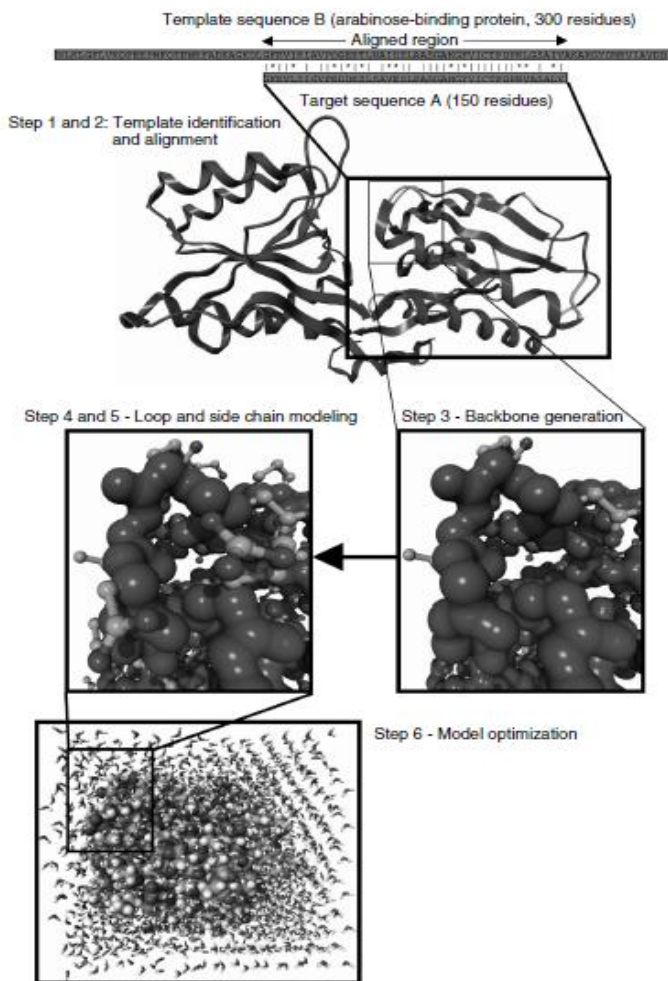 Template sequence B (arabinose-binding protein, 300 residues)
Aligned region
Target sequence A (150 residues)
Step 1 and 2: Template identification
and alignment
Step 4 and 5 - Loop and side chain modeling
Step 3 - Backbone generation
Step 6 - Model optimization